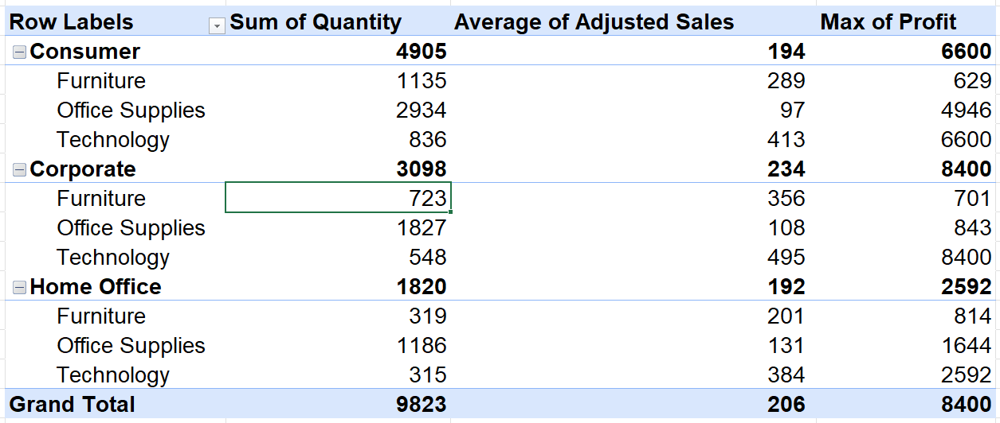 Row Labels Sum of Quantity Average of Adjusted Sales Max of Profit
Consumer 4905 194 6600
Furniture 1135 289 629
Office Supplies 2934 97 4946
Technology 836 413 6600
Corporate 3098 234 8400
Furniture 723 356 701
Office Supplies 1827 108 843
Technology 548 495 8400
Home Office 1820 192 2592
Furniture 319 201 814
Office Supplies 1186 131 1644
Technology 315 384 2592
Grand Total 9823 206 8400